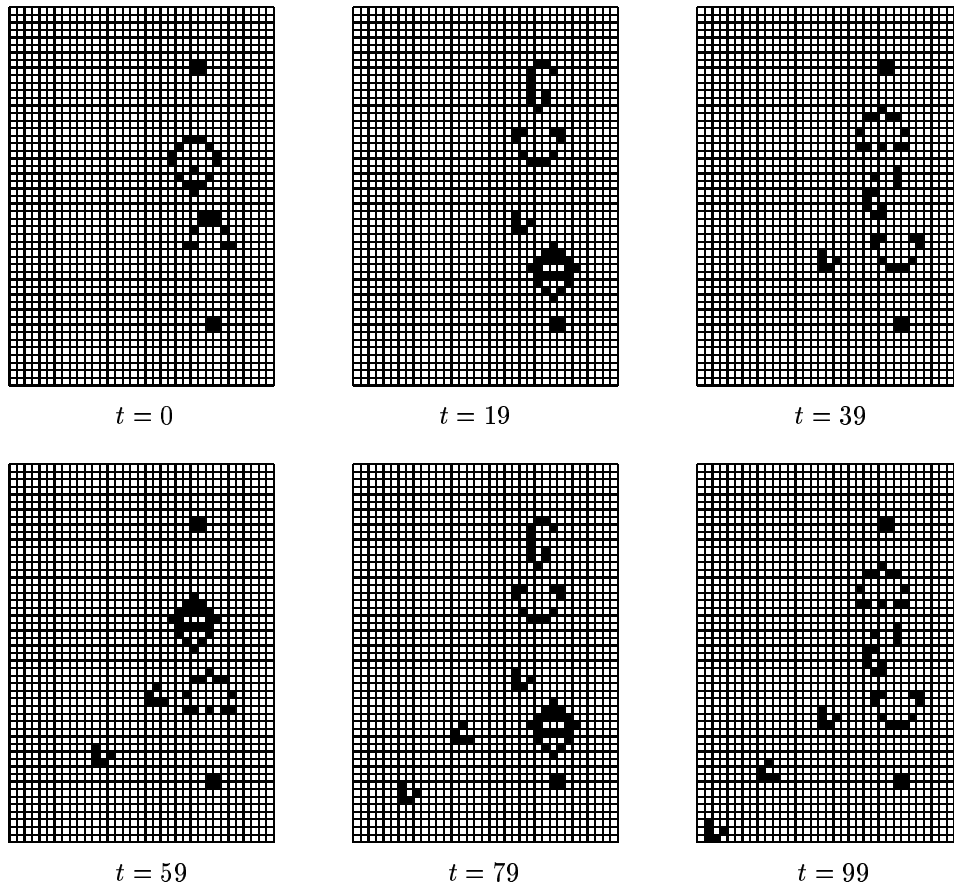 t = 0
t = 19
t = 39
t = 59
t = 79
t = 99